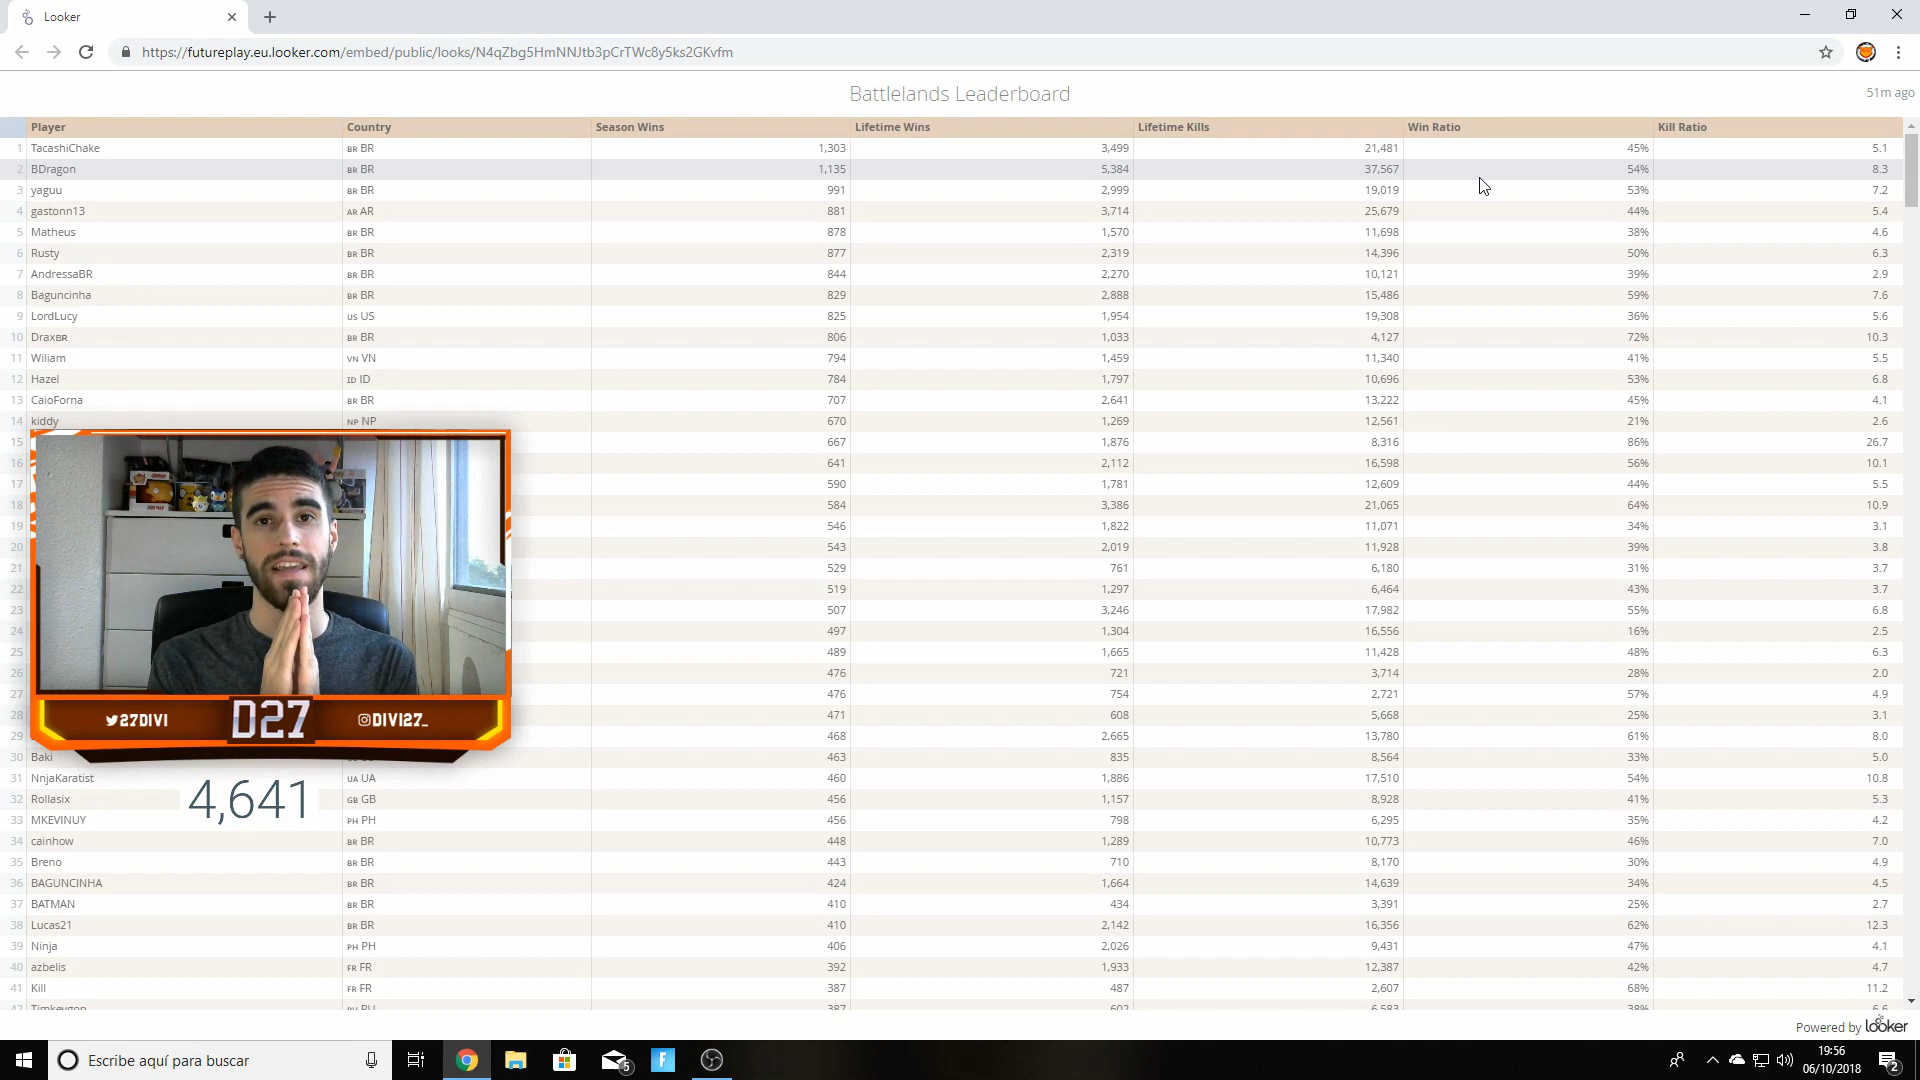 Looker
https://futureplay.eu.looker.com/embed/public/looks/N4qZbg5HmNNJtb3pCrTWc8y5ks2GKvfm
Battlelands Leaderboard
51m ago
Player Country Season Wins Lifetime Wins Lifetime Kills Win Ratio Kill Ratio
1 TacashiChake BR BR 1,303 3,499 21,481 45% 5.1
2 BDragon BR BR 1,135 5,384 37,567 54% 8.3
3 yaguu BR BR 991 2,999 19,019 53% 7.2
4 gastonn13 AR AR 881 3,714 25,679 44% 5.4
5 Matheus BR BR 878 1,570 11,698 38% 4.6
6 Rusty BR BR 877 2,319 14,396 50% 6.3
7 AndressaBR BR BR 844 2,270 10,121 39% 2.9
8 Baguncinha BR BR 829 2,888 15,486 59% 7.6
9 LordLucy US US 825 1,954 19,308 36% 5.6
10 DraxBR BR BR 806 1,033 4,127 72% 10.3
11 Wiliam VN VN 794 1,459 11,340 41% 5.5
12 Hazel ID ID 784 1,797 10,696 53% 6.8
13 CaioForna BR BR 707 2,641 13,222 45% 4.1
14 kiddy NP NP 670 1,269 12,561 21% 2.6
15 667 1,876 8,316 86% 26.7
16 641 2,112 16,598 56% 10.1
17 590 1,781 12,609 44% 5.5
18 584 3,386 21,065 64% 10.9
19 546 1,822 11,071 34% 3.1
20 543 2,019 11,928 39% 3.8
21 529 761 6,180 31% 3.7
22 519 1,297 6,464 43% 3.7
23 507 3,246 17,982 55% 6.8
24 497 1,304 16,556 16% 2.5
25 489 1,665 11,428 48% 6.3
26 476 721 3,714 28% 2.0
27 476 754 2,721 57% 4.9
28 471 608 5,668 25% 3.1
29 468 2,665 13,780 61% 8.0
30 Baki 463 835 8,564 33% 5.0
31 NnjaKaratist UA UA 460 1,886 17,510 54% 10.8
32 Rollasix GB GB 456 1,157 8,928 41% 5.3
33 MKEVINUY PH PH 456 798 6,295 35% 4.2
34 cainhow BR BR 448 1,289 10,773 46% 7.0
35 Breno BR BR 443 710 8,170 30% 4.9
36 BAGUNCINHA BR BR 424 1,664 14,639 34% 4.5
37 BATMAN BR BR 410 434 3,391 25% 2.7
38 Lucas21 BR BR 410 2,142 16,356 62% 12.3
39 Ninja PH PH 406 2,026 9,431 47% 4.1
40 azbelis FR FR 392 1,933 12,387 42% 4.7
41 Kill FR FR 387 487 2,607 68% 11.2
27DIVI D27 DIVI27_
4,641
Powered by looker
Escribe aquí para buscar
5
19:56
06/10/2018
2